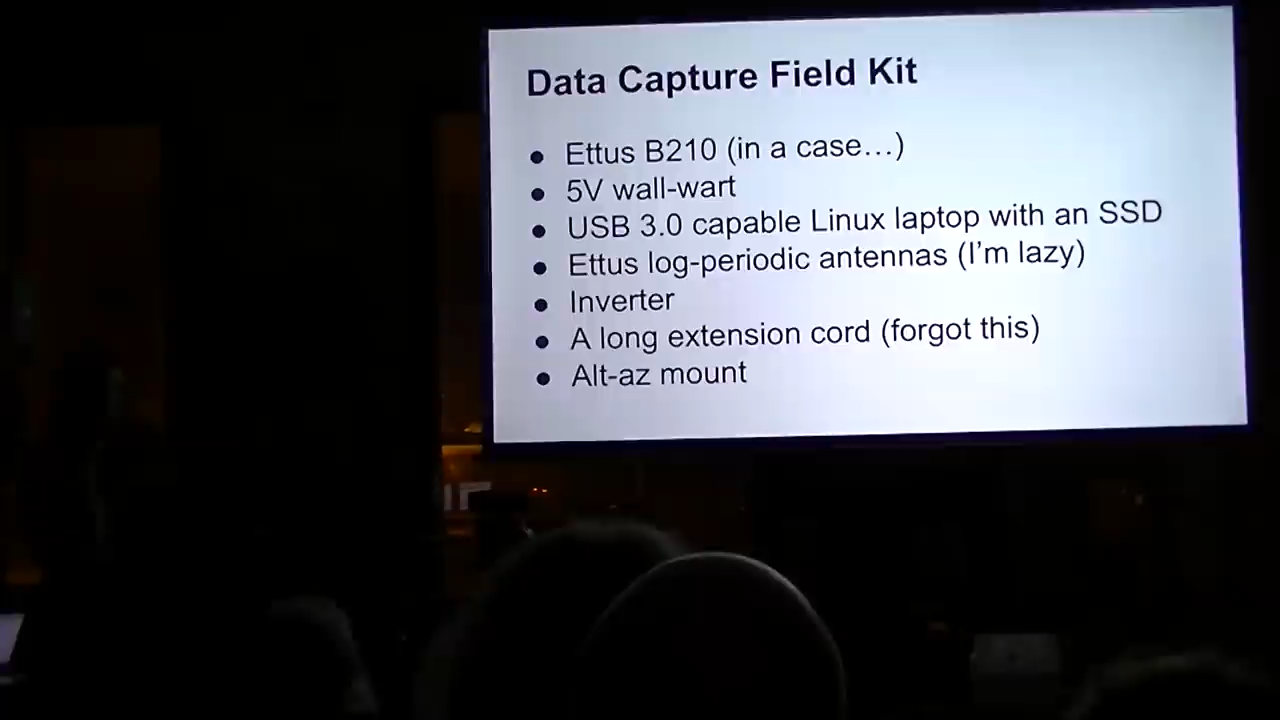 Data Capture Field Kit
● Ettus B210 (in a case…)
● 5V wall-wart
● USB 3.0 capable Linux laptop with an SSD
● Ettus log-periodic antennas (I'm lazy)
● Inverter
● A long extension cord (forgot this)
● Alt-az mount